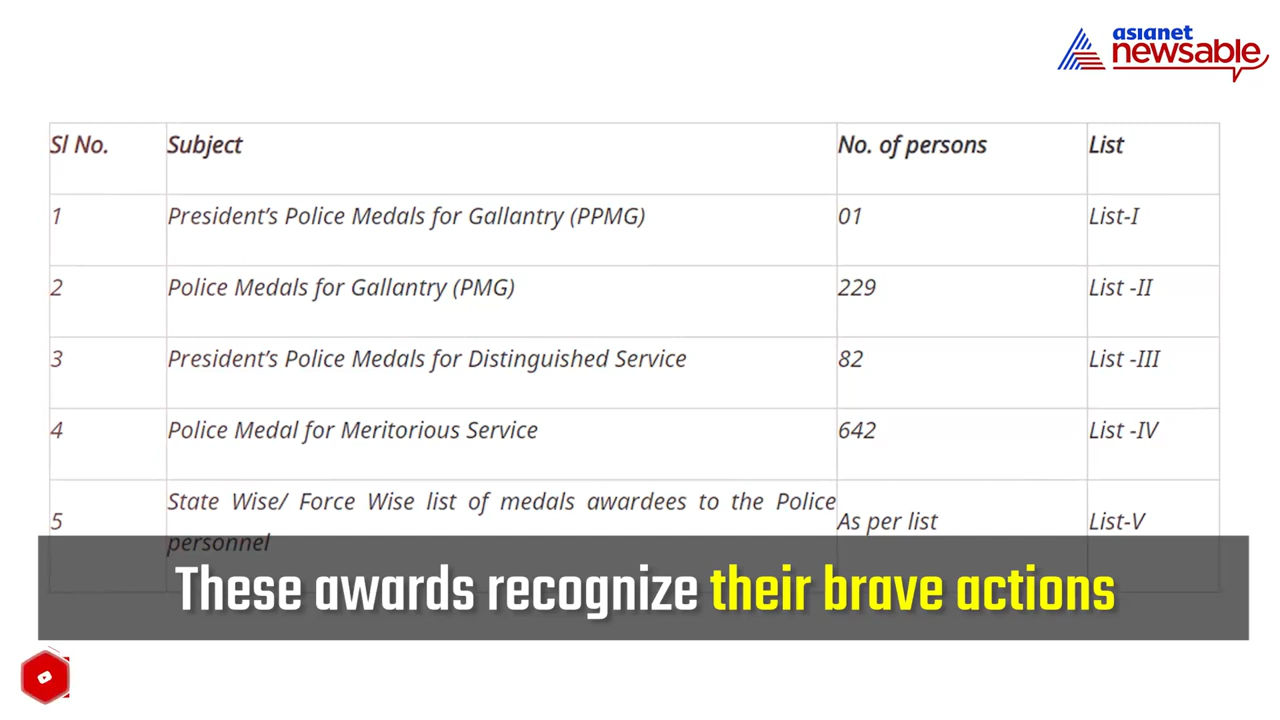 asianet
newsable
Sl No. Subject No. of persons List
1 President’s Police Medals for Gallantry (PPMG) 01 List-I
2 Police Medals for Gallantry (PMG) 229 List -II
3 President’s Police Medals for Distinguished Service 82 List -III
4 Police Medal for Meritorious Service 642 List -IV
5 State Wise/ Force Wise list of medals awardees to the Police
personnel As per list List-V
These awards recognize their brave actions